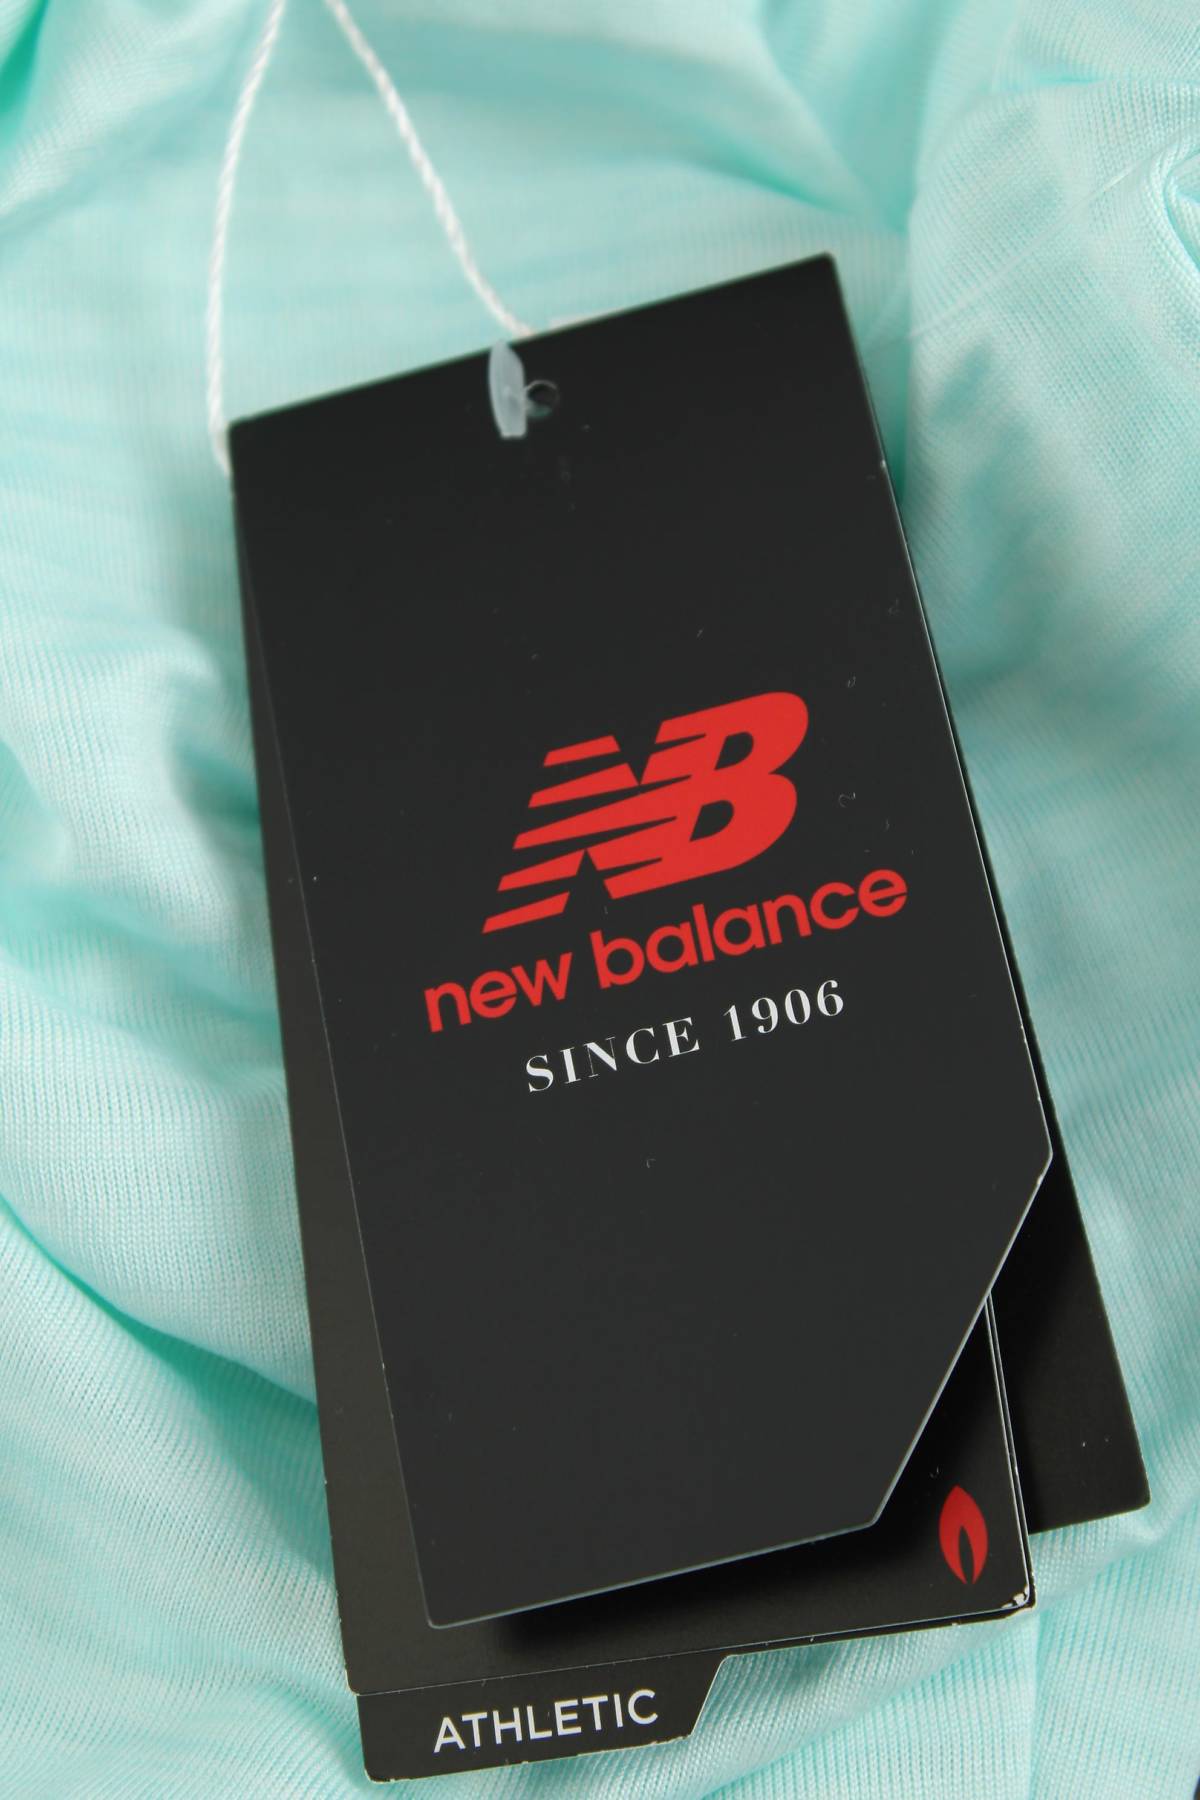 NB
new balance
SINCE 1906
ATHLETIC